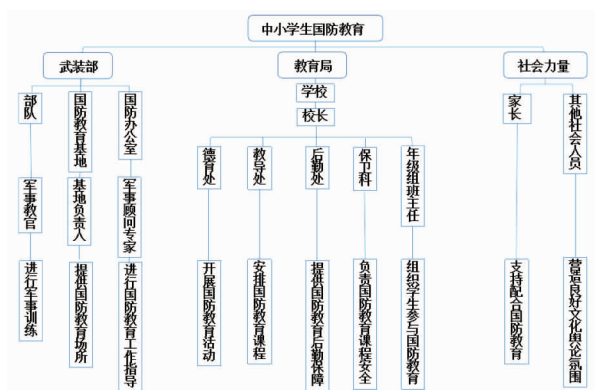 中小学生国防教育
武装部
教育局
社会力量
学校
校长
部队
国防教育基地
国防办公室
德育处
教导处
后勤处
保卫科
年级组班主任
家长
其他社会人员
军事教官
基地负责人
军事顾问专家
进行军事训练
提供国防教育场所
进行国防教育工作指导
开展国防教育活动
安排国防教育课程
提供国防教育后勤保障
负责国防教育课程安全
组织学生参与国防教育
支持配合国防教育
营造良好文化舆论氛围